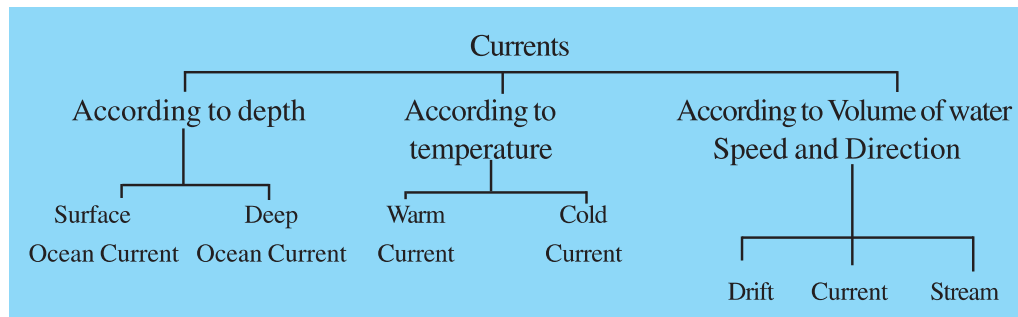 Currents
According to depth
According to
temperature
According to Volume of water
Speed and Direction
Surface
Ocean Current
Deep
Ocean Current
Warm
Current
Cold
Current
Drift
Current
Stream